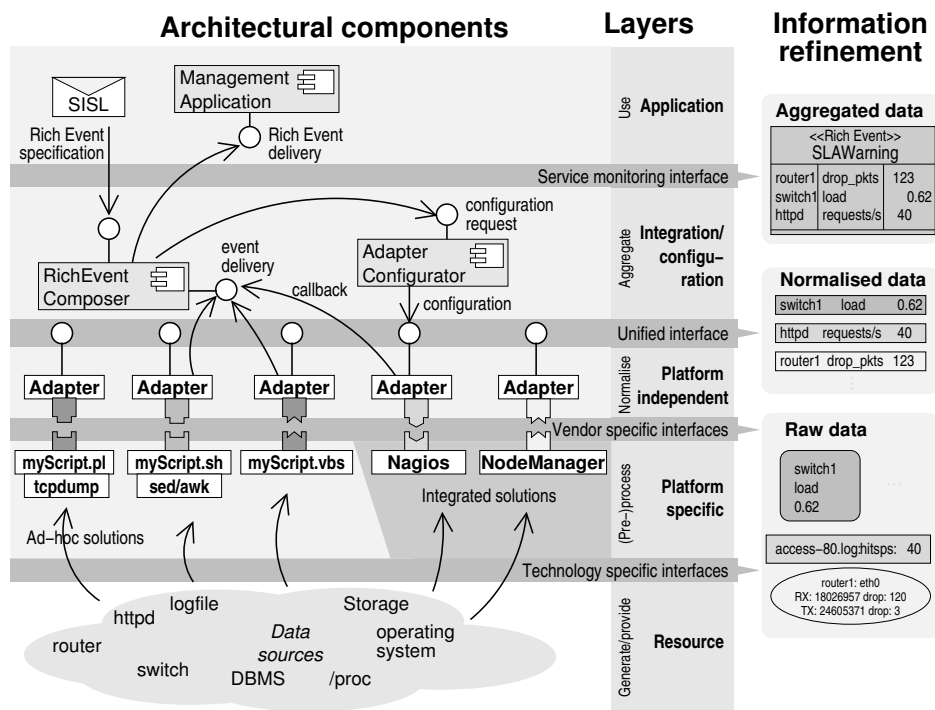 Architectural components
Layers
Information
refinement
SISL
Rich Event
specification
Management
Application
Rich Event
delivery
Use
Application
Service monitoring interface
configuration
request
event
delivery
RichEvent
Composer
callback
Adapter
Configurator
configuration
Aggregate
Integration/
configu-
ration
Unified interface
Adapter
Adapter
Adapter
Adapter
Adapter
Normalise
Platform
independent
Vendor specific interfaces
myScript.pl
tcpdump
myScript.sh
sed/awk
myScript.vbs
Nagios
NodeManager
Ad-hoc solutions
Integrated solutions
(Pre-)process
Platform
specific
Technology specific interfaces
httpd
logfile
Storage
router
Data
sources
operating
system
switch
DBMS
/proc
Generate/provide
Resource
Aggregated data
<<Rich Event>>
SLAWarning
router1 drop_pkts 123
switch1 load 0.62
httpd requests/s 40
Normalised data
switch1 load 0.62
httpd requests/s 40
router1 drop_pkts 123
...
Raw data
switch1
load
0.62
...
access-80.log:hitsps: 40
router1: eth0
RX: 18026957 drop: 120
TX: 24605371 drop: 3